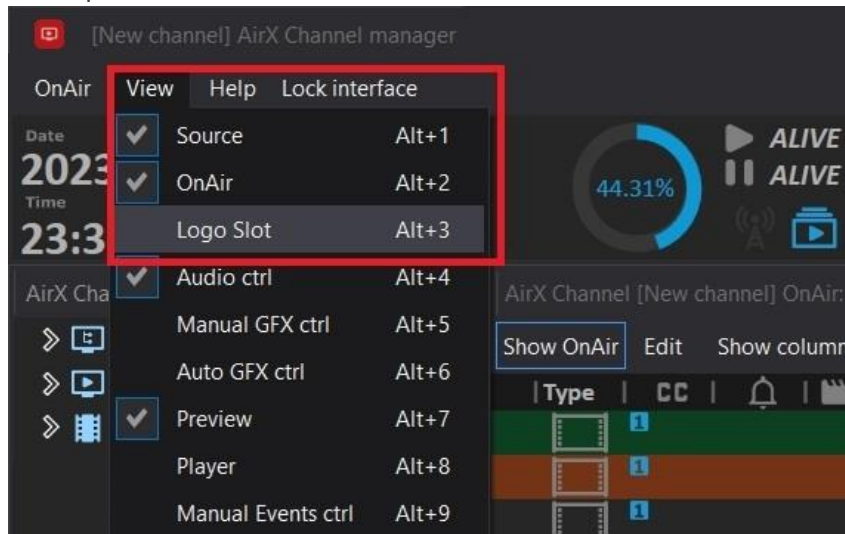 [New channel] AirX Channel manager
OnAir View Help Lock interface
Date
2023
Time
23:3
Source Alt+1
OnAir Alt+2
Logo Slot Alt+3
Audio ctrl Alt+4
Manual GFX ctrl Alt+5
Auto GFX ctrl Alt+6
Preview Alt+7
Player Alt+8
Manual Events ctrl Alt+9
44.31%
ALIVE
ALIVE
AirX Cha
AirX Channel [New channel] OnAir:
Show OnAir Edit Show column
Type CC
1
1
1